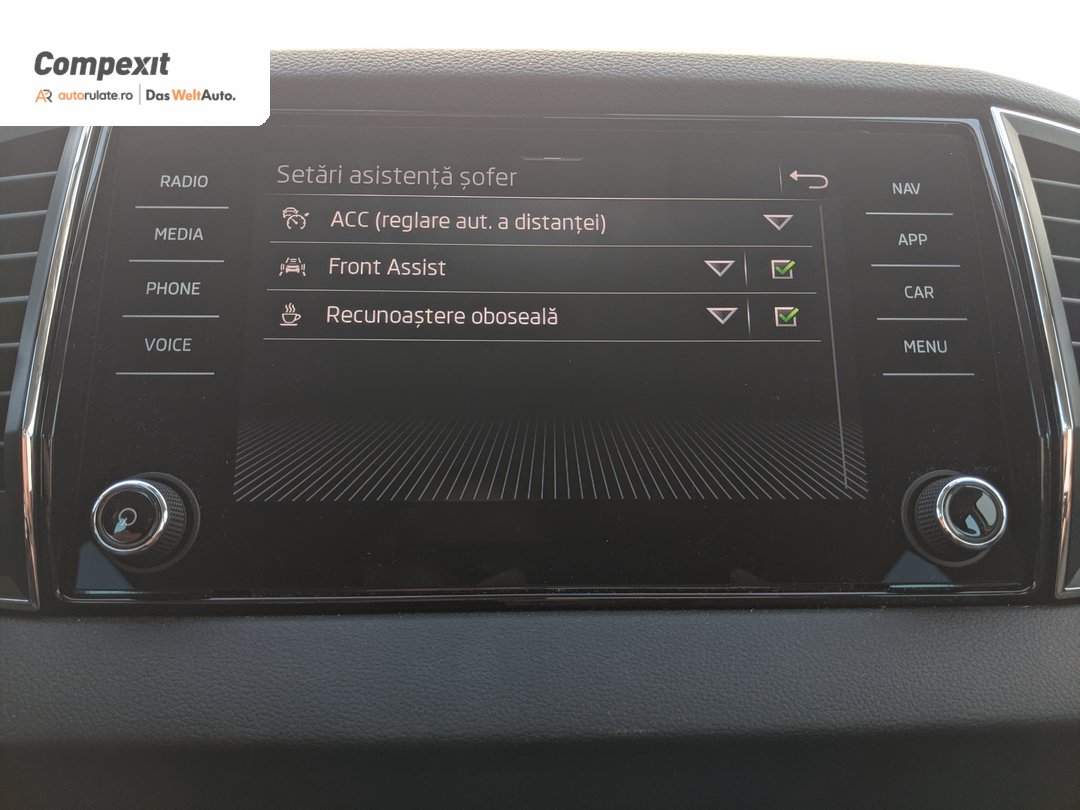 Compexit
autorulate.ro | Das WeltAuto.
Setări asistență șofer
RADIO
MEDIA
PHONE
VOICE
ACC (reglare aut. a distanței)
Front Assist
Recunoaștere oboseală
NAV
APP
CAR
MENU